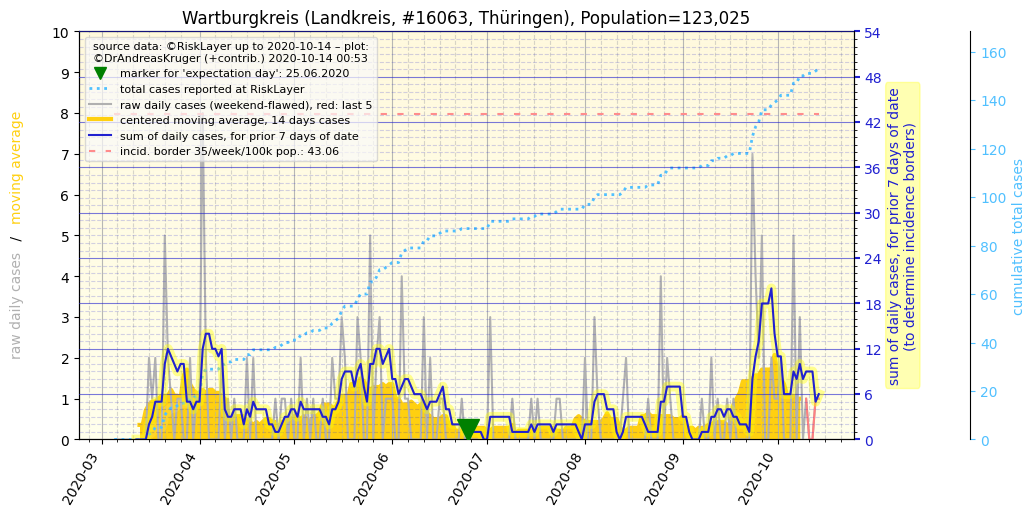 Wartburgkreis (Landkreis, #16063, Thüringen), Population=123,025
source data: ©RiskLayer up to 2020-10-14 – plot:
©DrAndreasKruger (+contrib.) 2020-10-14 00:53
marker for 'expectation day': 25.06.2020
total cases reported at RiskLayer
raw daily cases (weekend-flawed), red: last 5
centered moving average, 14 days cases
sum of daily cases, for prior 7 days of date
incid. border 35/week/100k pop.: 43.06
raw daily cases / moving average
10
9
8
7
6
5
4
3
2
1
0
2020-03
2020-04
2020-05
2020-06
2020-07
2020-08
2020-09
2020-10
54
48
42
36
30
24
18
12
6
0
sum of daily cases, for prior 7 days of date
(to determine incidence borders)
160
140
120
100
80
60
40
20
0
cumulative total cases